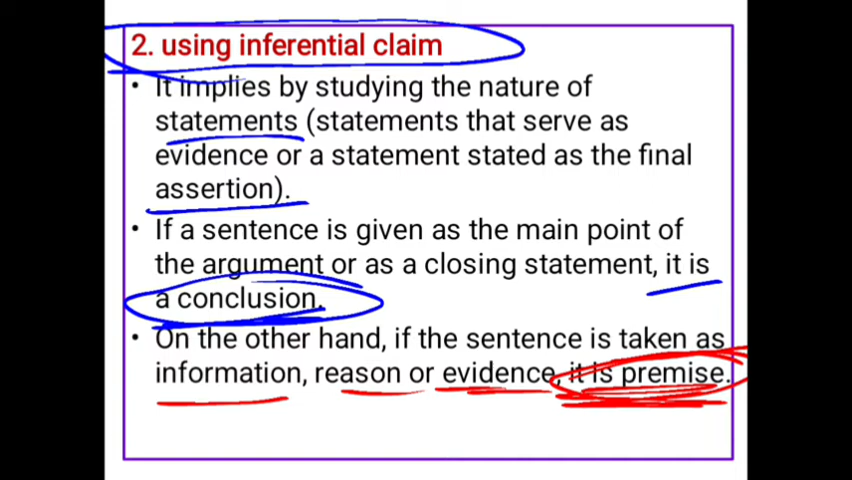 2. using inferential claim
• It implies by studying the nature of
statements (statements that serve as
evidence or a statement stated as the final
assertion).
• If a sentence is given as the main point of
the argument or as a closing statement, it is
a conclusion.
• On the other hand, if the sentence is taken as
information, reason or evidence, it is premise.